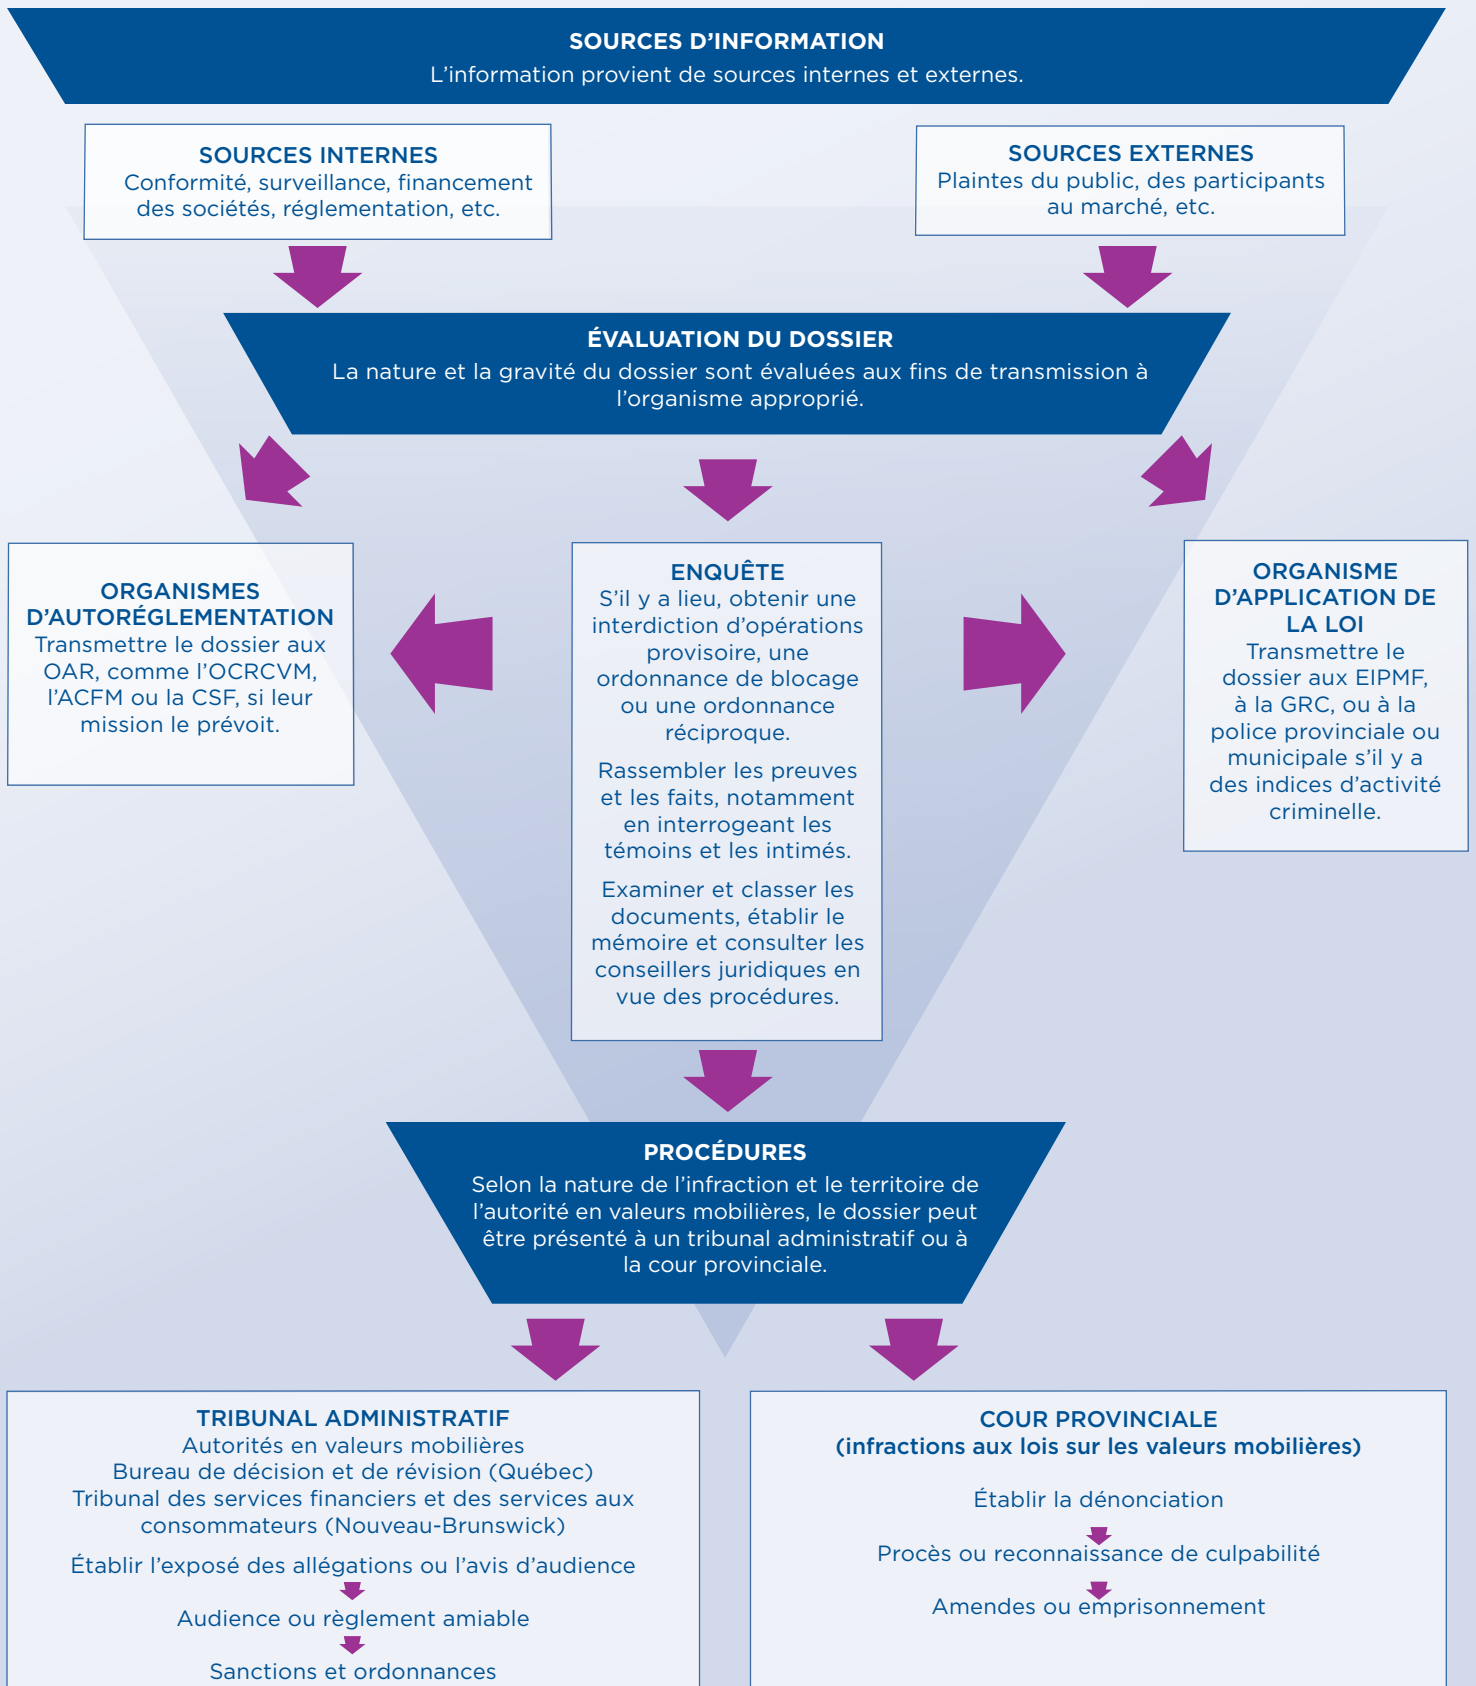 SOURCES D’INFORMATION
L’information provient de sources internes et externes.
SOURCES INTERNES
Conformité, surveillance, financement
des sociétés, réglementation, etc.
SOURCES EXTERNES
Plaintes du public, des participants
au marché, etc.
ÉVALUATION DU DOSSIER
La nature et la gravité du dossier sont évaluées aux fins de transmission à
l’organisme approprié.
ORGANISMES
D’AUTORÉGLEMENTATION
Transmettre le dossier aux
OAR, comme l’OCRCVM,
l’ACFM ou la CSF, si leur
mission le prévoit.
ENQUÊTE
S’il y a lieu, obtenir une
interdiction d’opérations
provisoire, une
ordonnance de blocage
ou une ordonnance
réciproque.
Rassembler les preuves
et les faits, notamment
en interrogeant les
témoins et les intimés.
Examiner et classer les
documents, établir le
mémoire et consulter les
conseillers juridiques en
vue des procédures.
ORGANISME
D’APPLICATION DE
LA LOI
Transmettre le
dossier aux EIPMF,
à la GRC, ou à la
police provinciale ou
municipale s’il y a
des indices d’activité
criminelle.
PROCÉDURES
Selon la nature de l’infraction et le territoire de
l’autorité en valeurs mobilières, le dossier peut
être présenté à un tribunal administratif ou à
la cour provinciale.
TRIBUNAL ADMINISTRATIF
Autorités en valeurs mobilières
Bureau de décision et de révision (Québec)
Tribunal des services financiers et des services aux
consommateurs (Nouveau-Brunswick)
Établir l’exposé des allégations ou l’avis d’audience
Audience ou règlement amiable
Sanctions et ordonnances
COUR PROVINCIALE
(infractions aux lois sur les valeurs mobilières)
Établir la dénonciation
Procès ou reconnaissance de culpabilité
Amendes ou emprisonnement